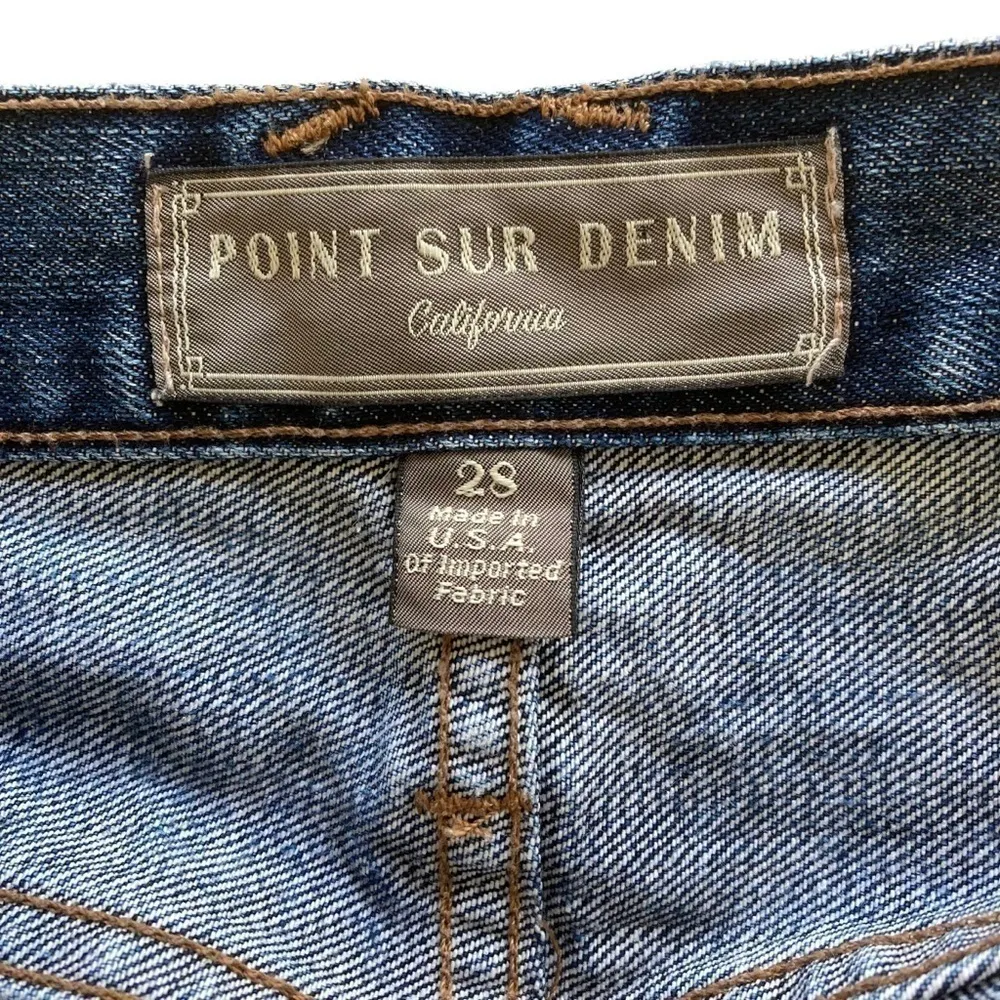 POINT SUR DENIM
California
28
Made in
U.S.A.
Of Imported
Fabric